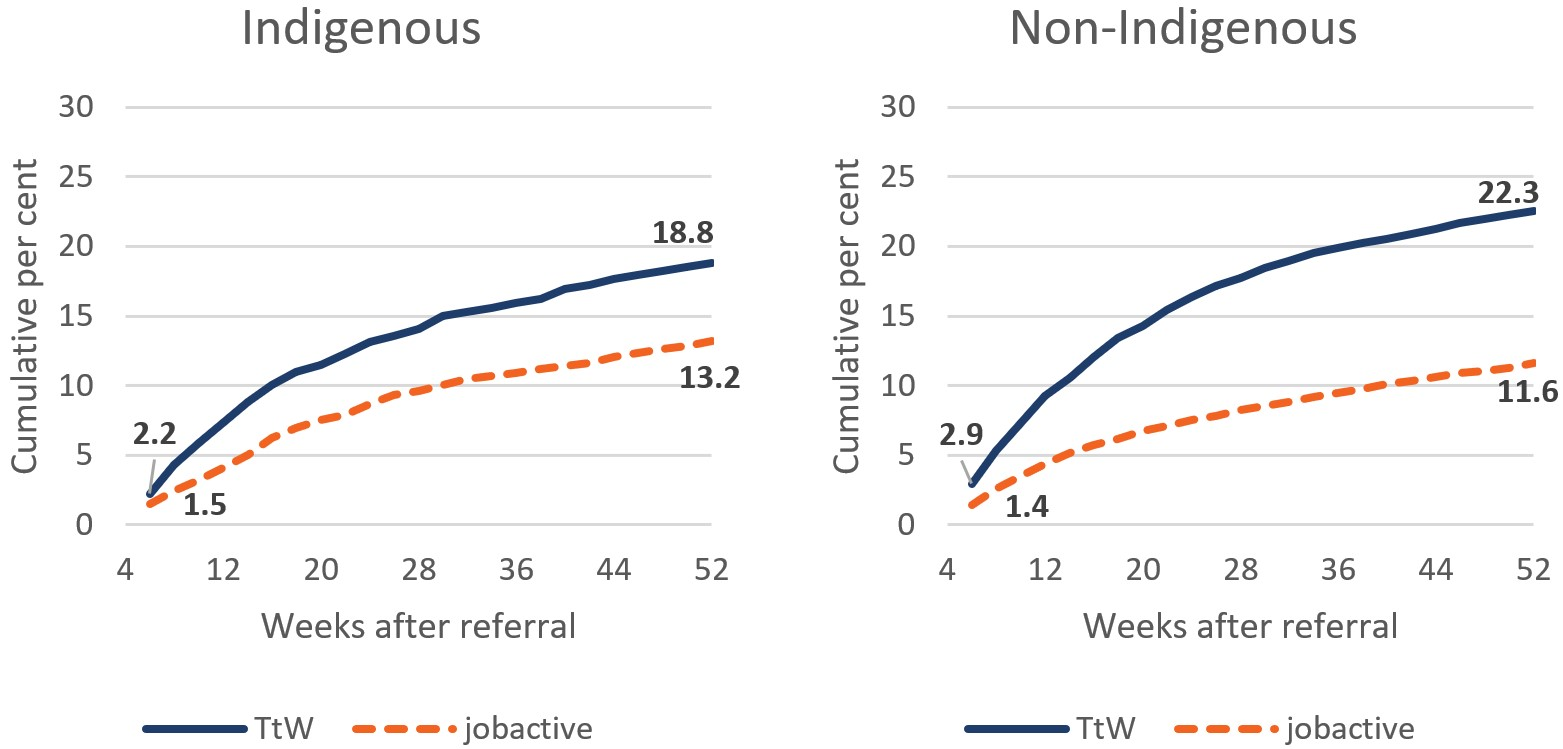 Indigenous
30
25
20
15
10
5
0
Cumulative per cent
18.8
13.2
2.2
1.5
4 12 20 28 36 44 52
Weeks after referral
TtW jobactive
Non-Indigenous
30
25
20
15
10
5
0
Cumulative per cent
22.3
11.6
2.9
1.4
4 12 20 28 36 44 52
Weeks after referral
TtW jobactive